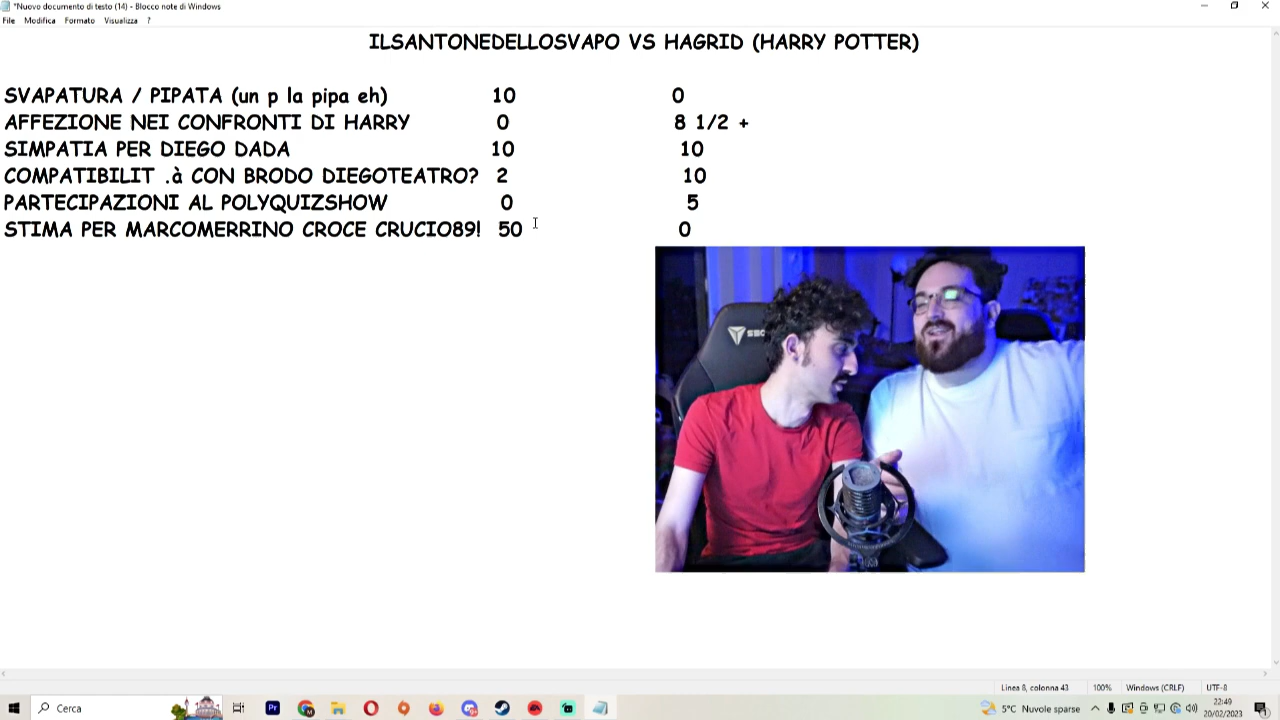 *Nuovo documento di testo (14) - Blocco note di Windows
File Modifica Formato Visualizza ?
ILSANTONEDELLOSVAPO VS HAGRID (HARRY POTTER)
SVAPATURA / PIPATA (un p la pipa eh) 10 0
AFFEZIONE NEI CONFRONTI DI HARRY 0 8 1/2 +
SIMPATIA PER DIEGO DADA 10 10
COMPATIBILIT .à CON BRODO DIEGOTEATRO? 2 10
PARTECIPAZIONI AL POLYQUIZSHOW 0 5
STIMA PER MARCOMERRINO CROCE CRUCIO89! 50 0
Linea 8, colonna 43 100% Windows (CRLF) UTF-8
Cerca Pr 5°C Nuvole sparse 22:49
20/02/2023